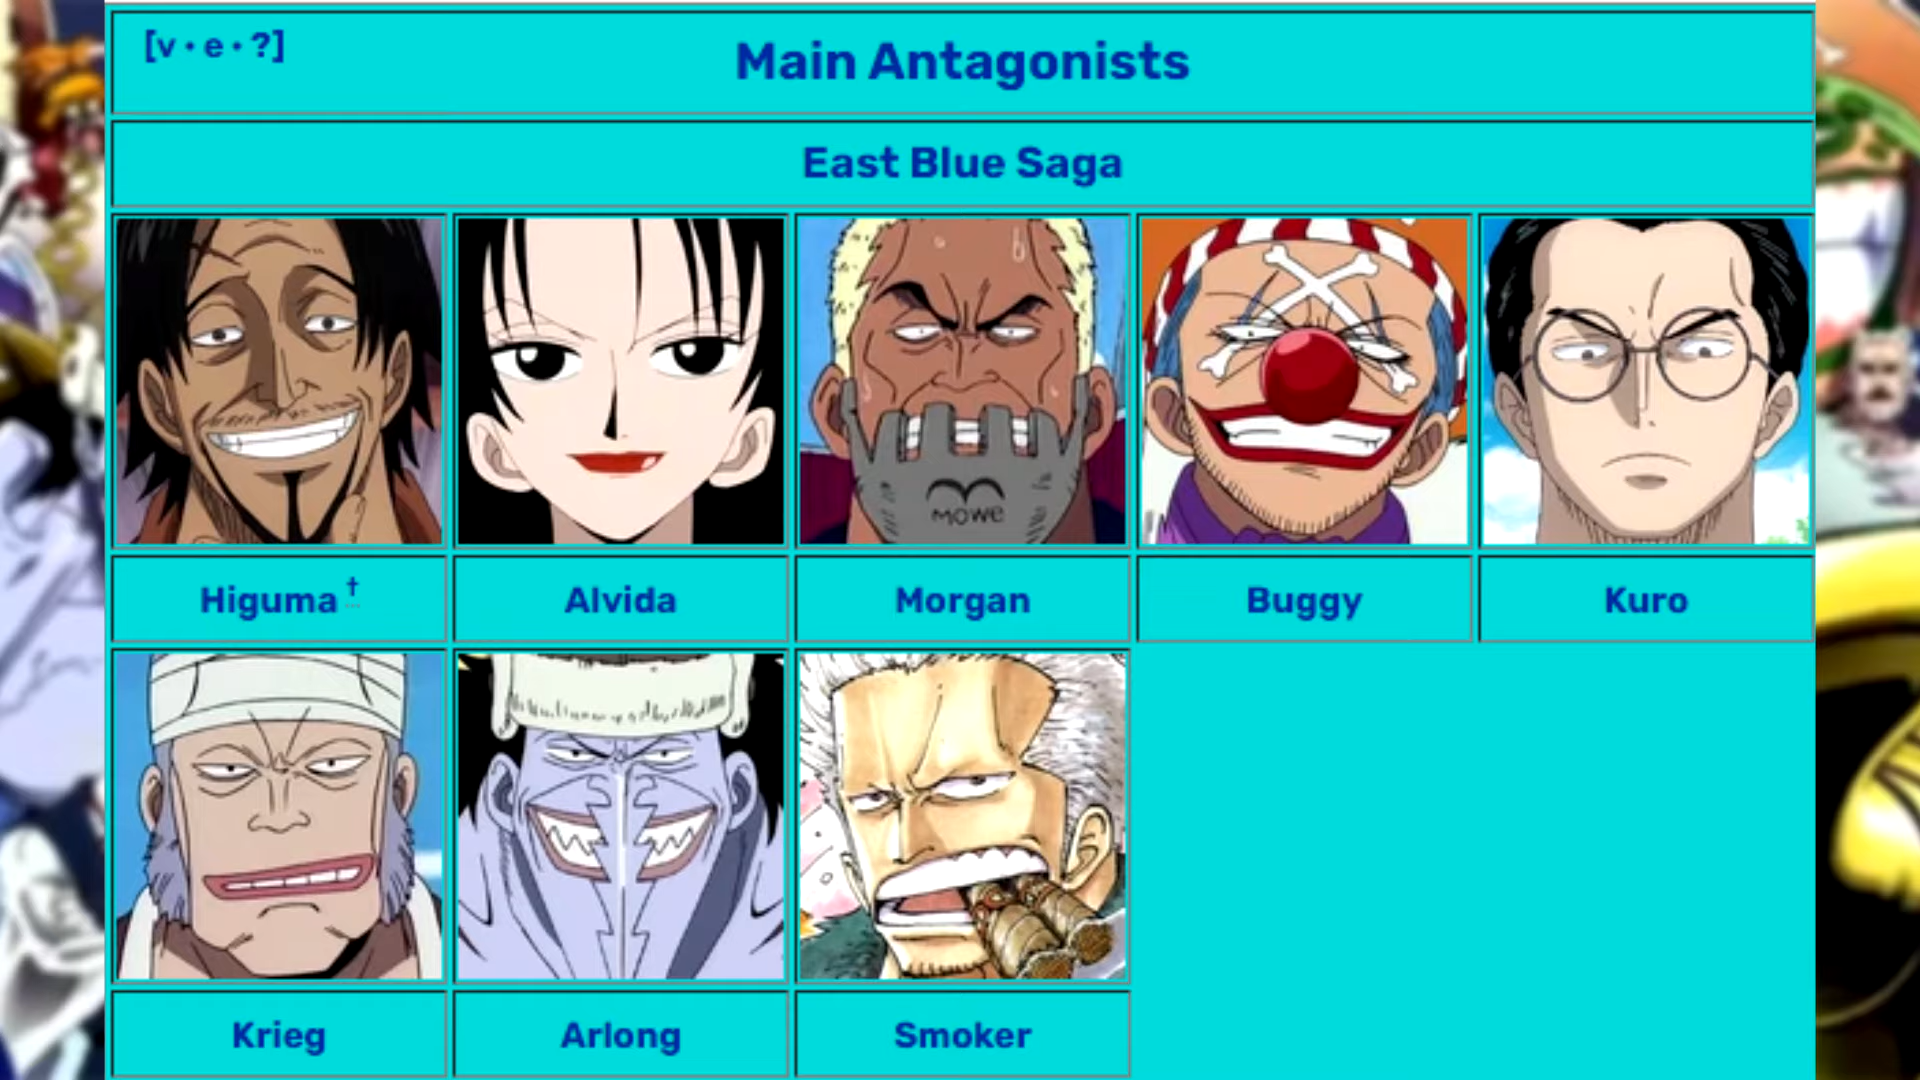 [v · e · ?]
Main Antagonists
East Blue Saga
MOWe
Higuma †
Alvida
Morgan
Buggy
Kuro
Krieg
Arlong
Smoker